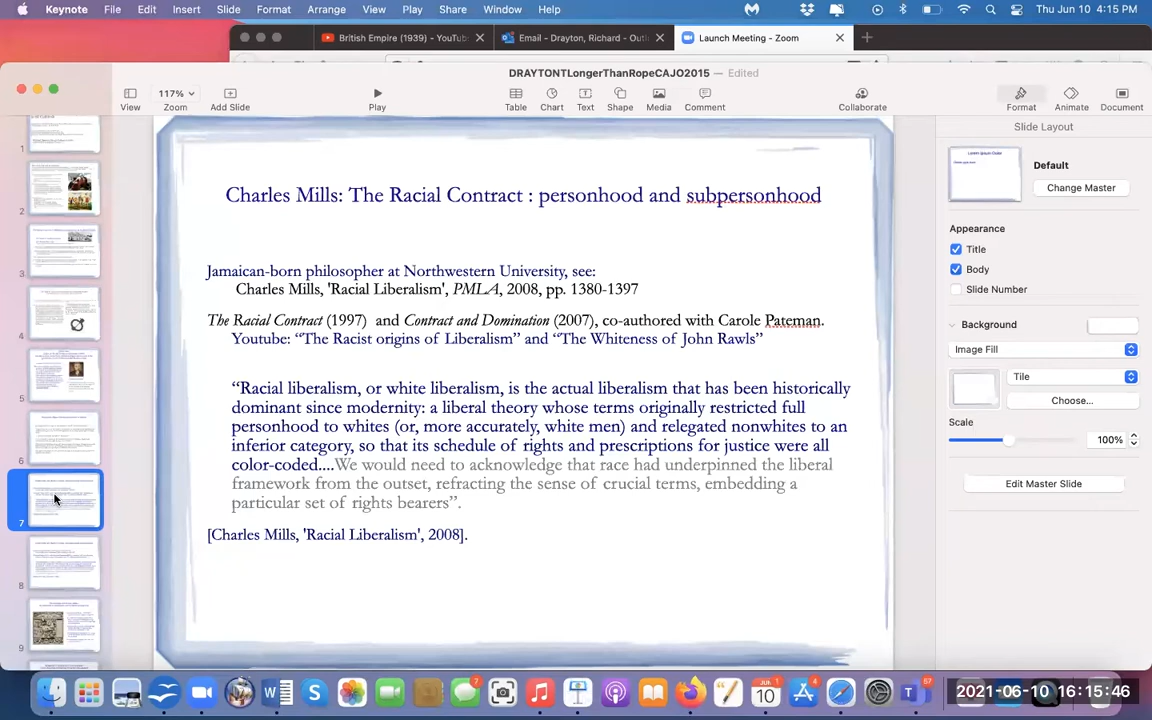 Keynote File Edit Insert Slide Format Arrange View Play Share Window Help Thu Jun 10 4:15 PM
British Empire (1939) - YouTub Email - Drayton, Richard - Out Launch Meeting - Zoom
DRAYTONTLongerThanRopeCAJO2015 — Edited
117%
View Zoom Add Slide Play Table Chart Text Shape Media Comment Collaborate Format Animate Document
Slide Layout
Default
Change Master
Appearance
Title
Body
Slide Number
Background
Image Fill
Tile
Choose...
Scale
100%
Edit Master Slide
1
2
3
4
5
6
7
8
9
Charles Mills: The Racial Contract : personhood and subpersonhood
Jamaican-born philosopher at Northwestern University, see:
Charles Mills, 'Racial Liberalism', PMLA, 2008, pp. 1380-1397
The Racial Contract (1997) and Contract and Domination (2007), co-authored with Carole Pateman.
Youtube: “The Racist origins of Liberalism” and “The Whiteness of John Rawls”
“Racial liberalism, or white liberalism, is the actual liberalism that has been historically
dominant since modernity: a liberal theory whose terms originally restricted full
personhood to whites (or, more accurately, white men) and relegated nonwhites to an
inferior category, so that its schedule of rights and prescriptions for justice were all
color-coded....We would need to acknowledge that race had underpinned the liberal
framework from the outset, refracting the sense of crucial terms, embedding a
particular set of rights bearers”.
[Charles Mills, 'Racial Liberalism', 2008].
7
JUN 1
10
4
57
2021-06-10 16:15:46